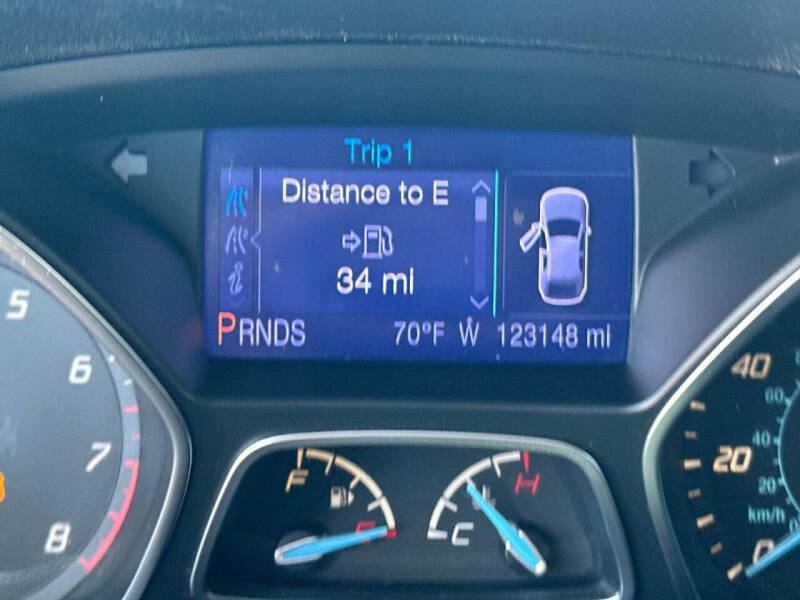 Trip 1
Distance to E
34 mi
PRNDS 70°F W 123148 mi
5
6
7
8
F
E
C
H
40
20
0
60
40
20
0
km/h